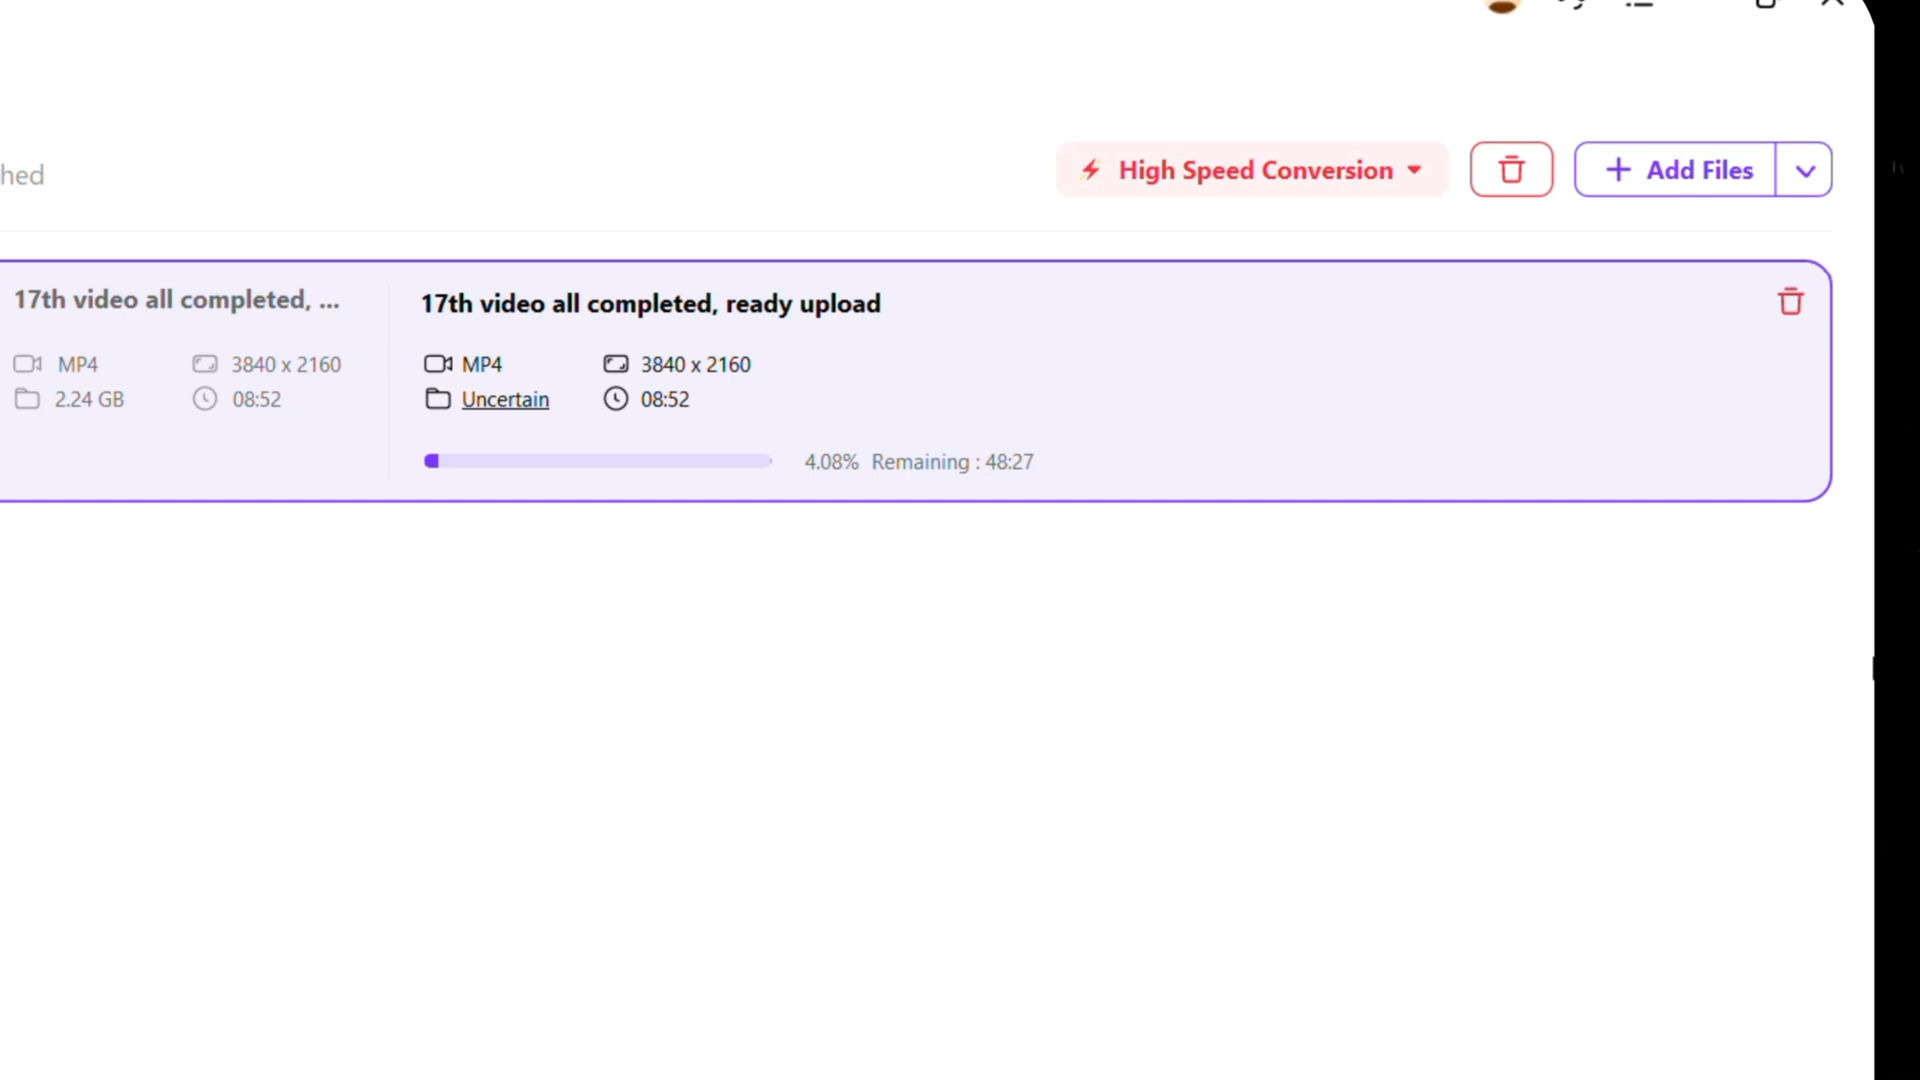 hed
High Speed Conversion
Add Files
17th video all completed, ...
MP4
3840 x 2160
2.24 GB
08:52
17th video all completed, ready upload
MP4
3840 x 2160
Uncertain
08:52
4.08% Remaining : 48:27